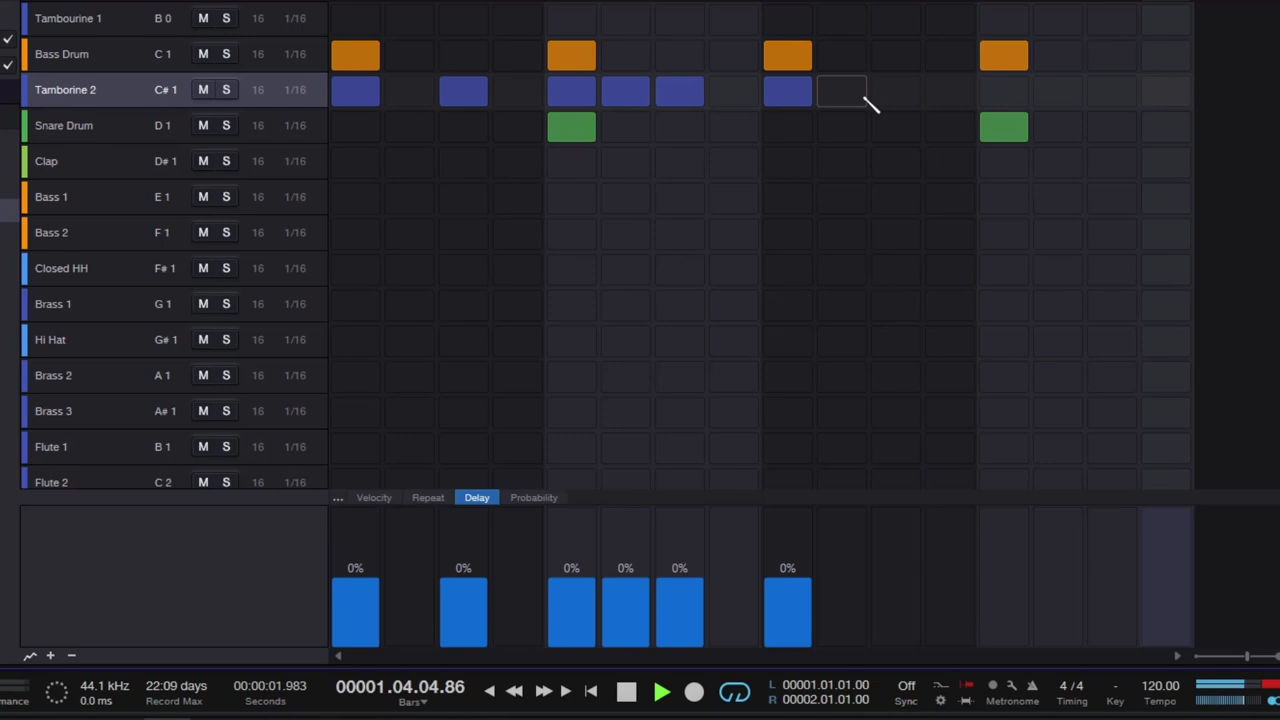 Tambourine 1 B 0 M S 16 1/16
Bass Drum C 1 M S 16 1/16
Tamborine 2 C# 1 M S 16 1/16
Snare Drum D 1 M S 16 1/16
Clap D# 1 M S 16 1/16
Bass 1 E 1 M S 16 1/16
Bass 2 F 1 M S 16 1/16
Closed HH F# 1 M S 16 1/16
Brass 1 G 1 M S 16 1/16
Hi Hat G# 1 M S 16 1/16
Brass 2 A 1 M S 16 1/16
Brass 3 A# 1 M S 16 1/16
Flute 1 B 1 M S 16 1/16
Flute 2 C 2 M S 16 1/16
... Velocity Repeat Delay Probability
0% 0% 0% 0% 0% 0%
44.1 kHz 22:09 days 00:00:01.983 00001.04.04.86 L 00001.01.01.00 Off 4 / 4 - 120.00
0.0 ms R 00002.01.01.00
mance Record Max Seconds Bars Sync Metronome Timing Key Tempo